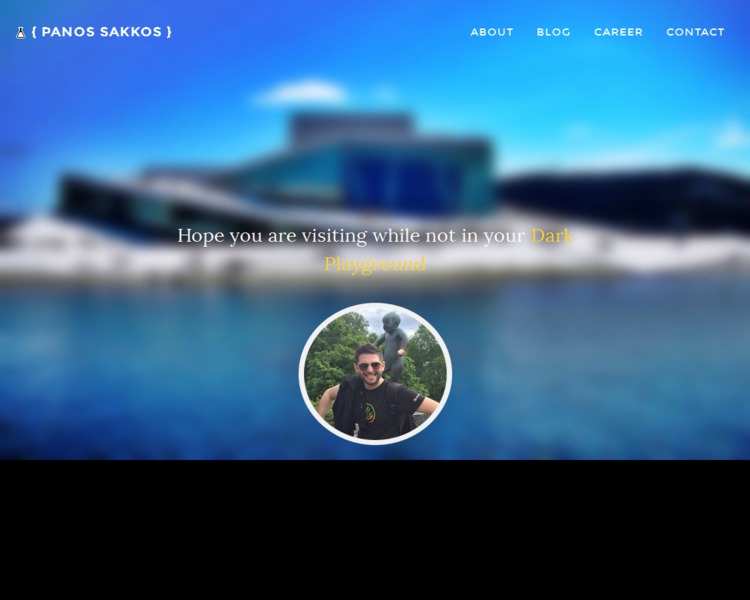 { PANOS SAKKOS }
ABOUT BLOG CAREER CONTACT
Hope you are visiting while not in your Dark
Playground